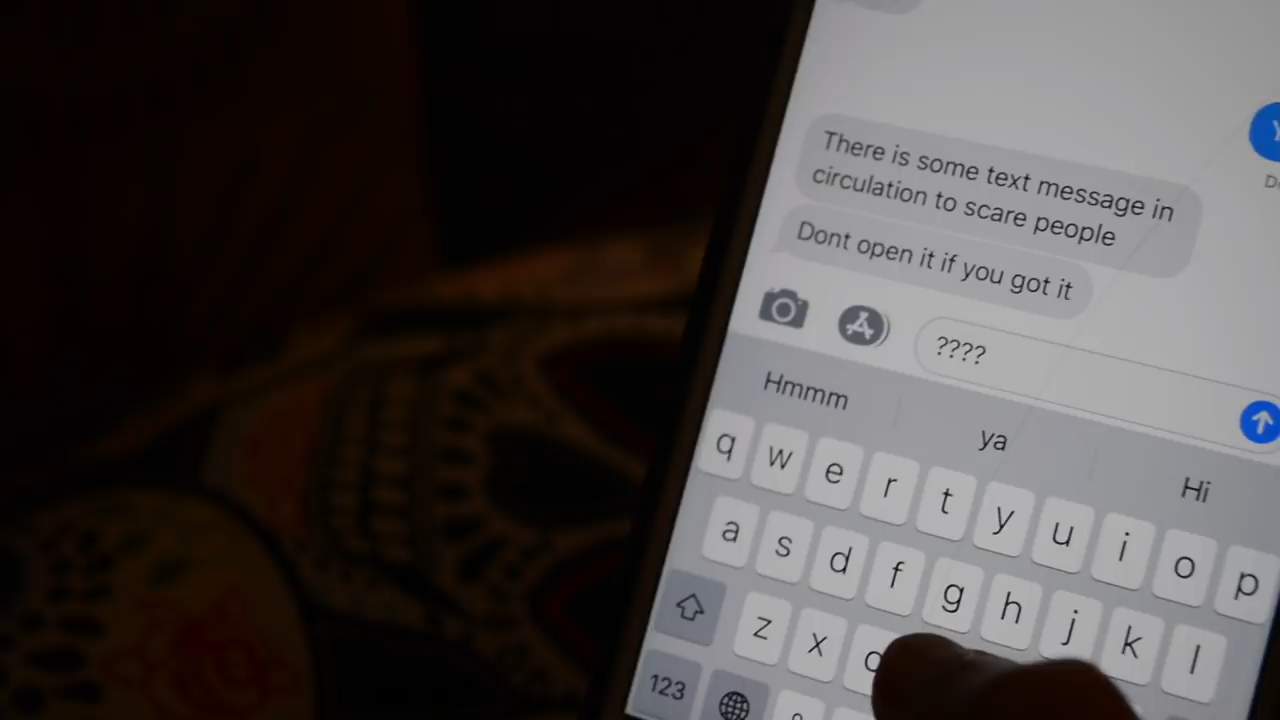 There is some text message in
circulation to scare people
Dont open it if you got it
????
Hmmm ya Hi
q w e r t y u i o p
a s d f g h j k l
z x
123